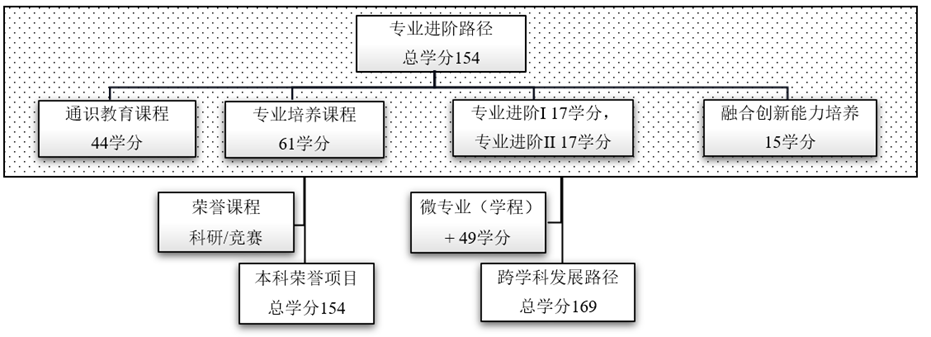 专业进阶路径
总学分154
通识教育课程
44学分
专业培养课程
61学分
专业进阶I 17学分，
专业进阶II 17学分
融合创新能力培养
15学分
荣誉课程
科研/竞赛
微专业（学程）
+ 49学分
本科荣誉项目
总学分154
跨学科发展路径
总学分169